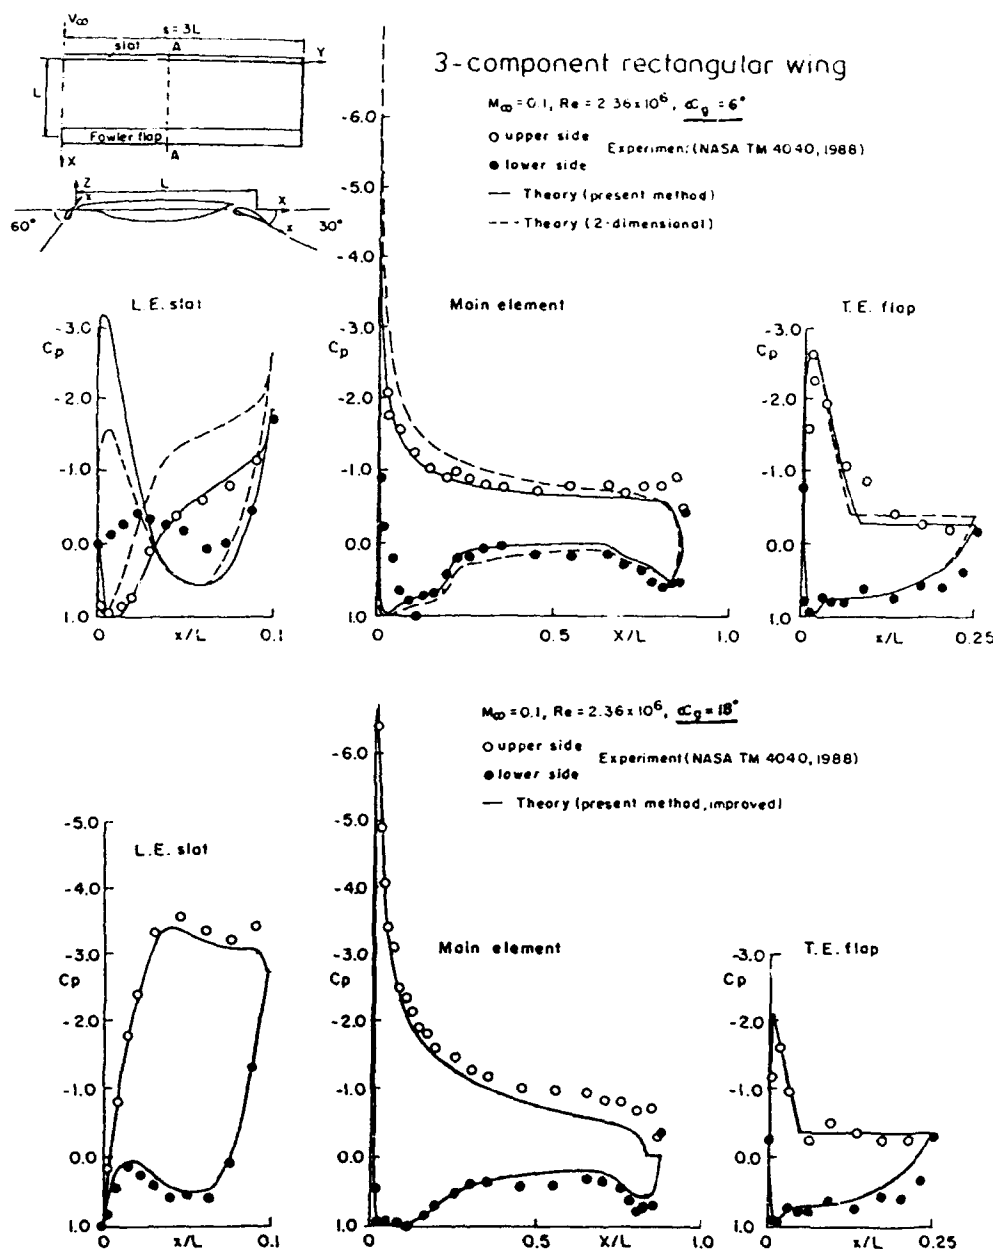 V∞
s = 3L
slat
A
Y
L
Fowler flap
A
X
Z
L
x
X
60°
30°
x
3-component rectangular wing
M∞ = 0.1, Re = 2.36x10⁶, αg = 6°
○ upper side
Experiment (NASA TM 4040, 1988)
● lower side
— Theory (present method)
--- Theory (2-dimensional)
L.E. slat
-3.0
Cp
-2.0
-1.0
0.0
1.0
0
x/L
0.1
Main element
-6.0
-5.0
-4.0
-3.0
Cp
-2.0
-1.0
0.0
1.0
0
0.5
X/L
1.0
T.E. flap
-3.0
Cp
-2.0
-1.0
0.0
1.0
0
x/L
0.25
M∞ = 0.1, Re = 2.36x10⁶, αg = 18°
○ upper side
Experiment (NASA TM 4040, 1988)
● lower side
— Theory (present method, improved)
L.E. slat
-5.0
-4.0
-3.0
Cp
-2.0
-1.0
0.0
1.0
0
x/L
0.1
Main element
-6.0
-5.0
-4.0
-3.0
Cp
-2.0
-1.0
0.0
1.0
0
0.5
X/L
1.0
T.E. flap
-3.0
Cp
-2.0
-1.0
0.0
1.0
0
x/L
0.25